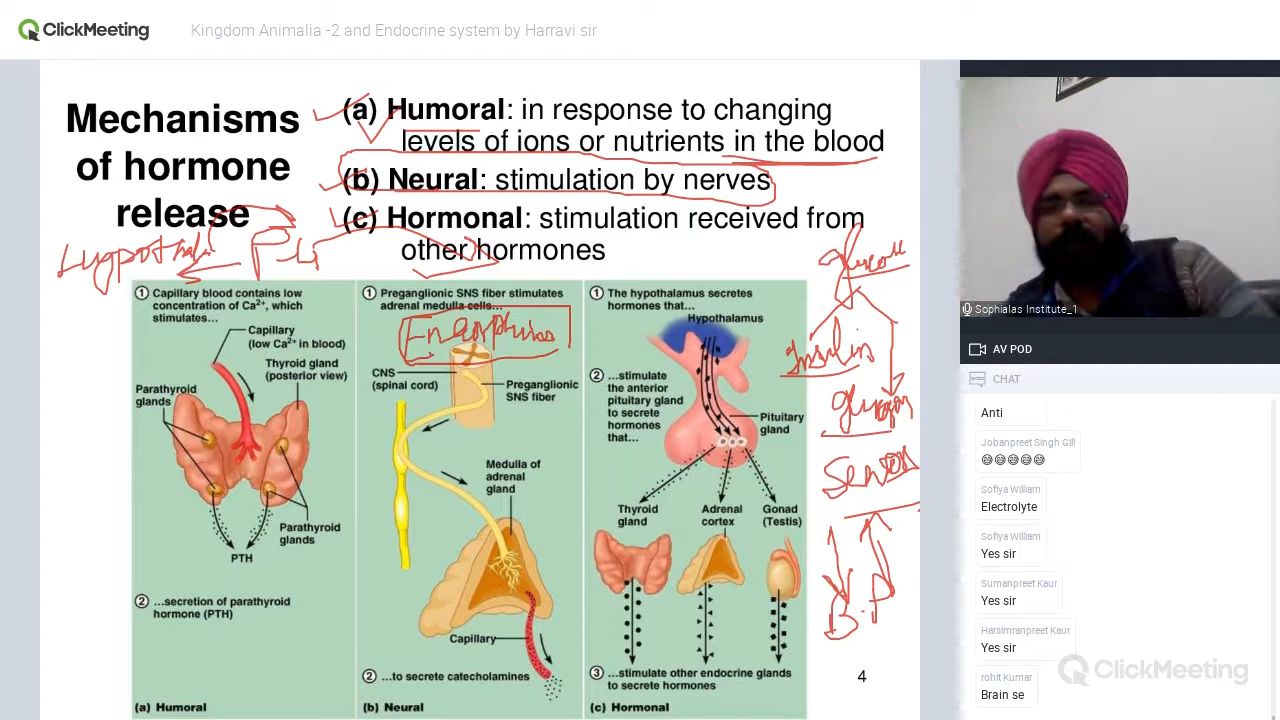 ClickMeeting
Kingdom Animalia -2 and Endocrine system by Harravi sir
Mechanisms
of hormone
release
(a) Humoral: in response to changing
levels of ions or nutrients in the blood
(b) Neural: stimulation by nerves
(c) Hormonal: stimulation received from
other hormones
① Capillary blood contains low
concentration of Ca2+, which
stimulates…
Capillary
(low Ca2+ in blood)
Thyroid gland
(posterior view)
Parathyroid
glands
Parathyroid
glands
PTH
② …secretion of parathyroid
hormone (PTH)
(a) Humoral
① Preganglionic SNS fiber stimulates
adrenal medulla cells…
CNS
(spinal cord)
Preganglionic
SNS fiber
Medulla of
adrenal
gland
Capillary
② …to secrete catecholamines
(b) Neural
① The hypothalamus secretes
hormones that…
Hypothalamus
② …stimulate
the anterior
pituitary gland
to secrete
hormones
that…
Pituitary
gland
Thyroid
gland
Adrenal
cortex
Gonad
(Testis)
③ …stimulate other endocrine glands
to secrete hormones
(c) Hormonal
Insulin
B.P
4
Sophialas Institute_1
AV POD
CHAT
Anti
Jobanpreet Singh Gill
😅😅😅😅😅
Sofiya William
Electrolyte
Sofiya William
Yes sir
Sumanpreet Kaur
Yes sir
Harsimranpreet Kaur
Yes sir
rohit Kumar
Brain se
ClickMeeting